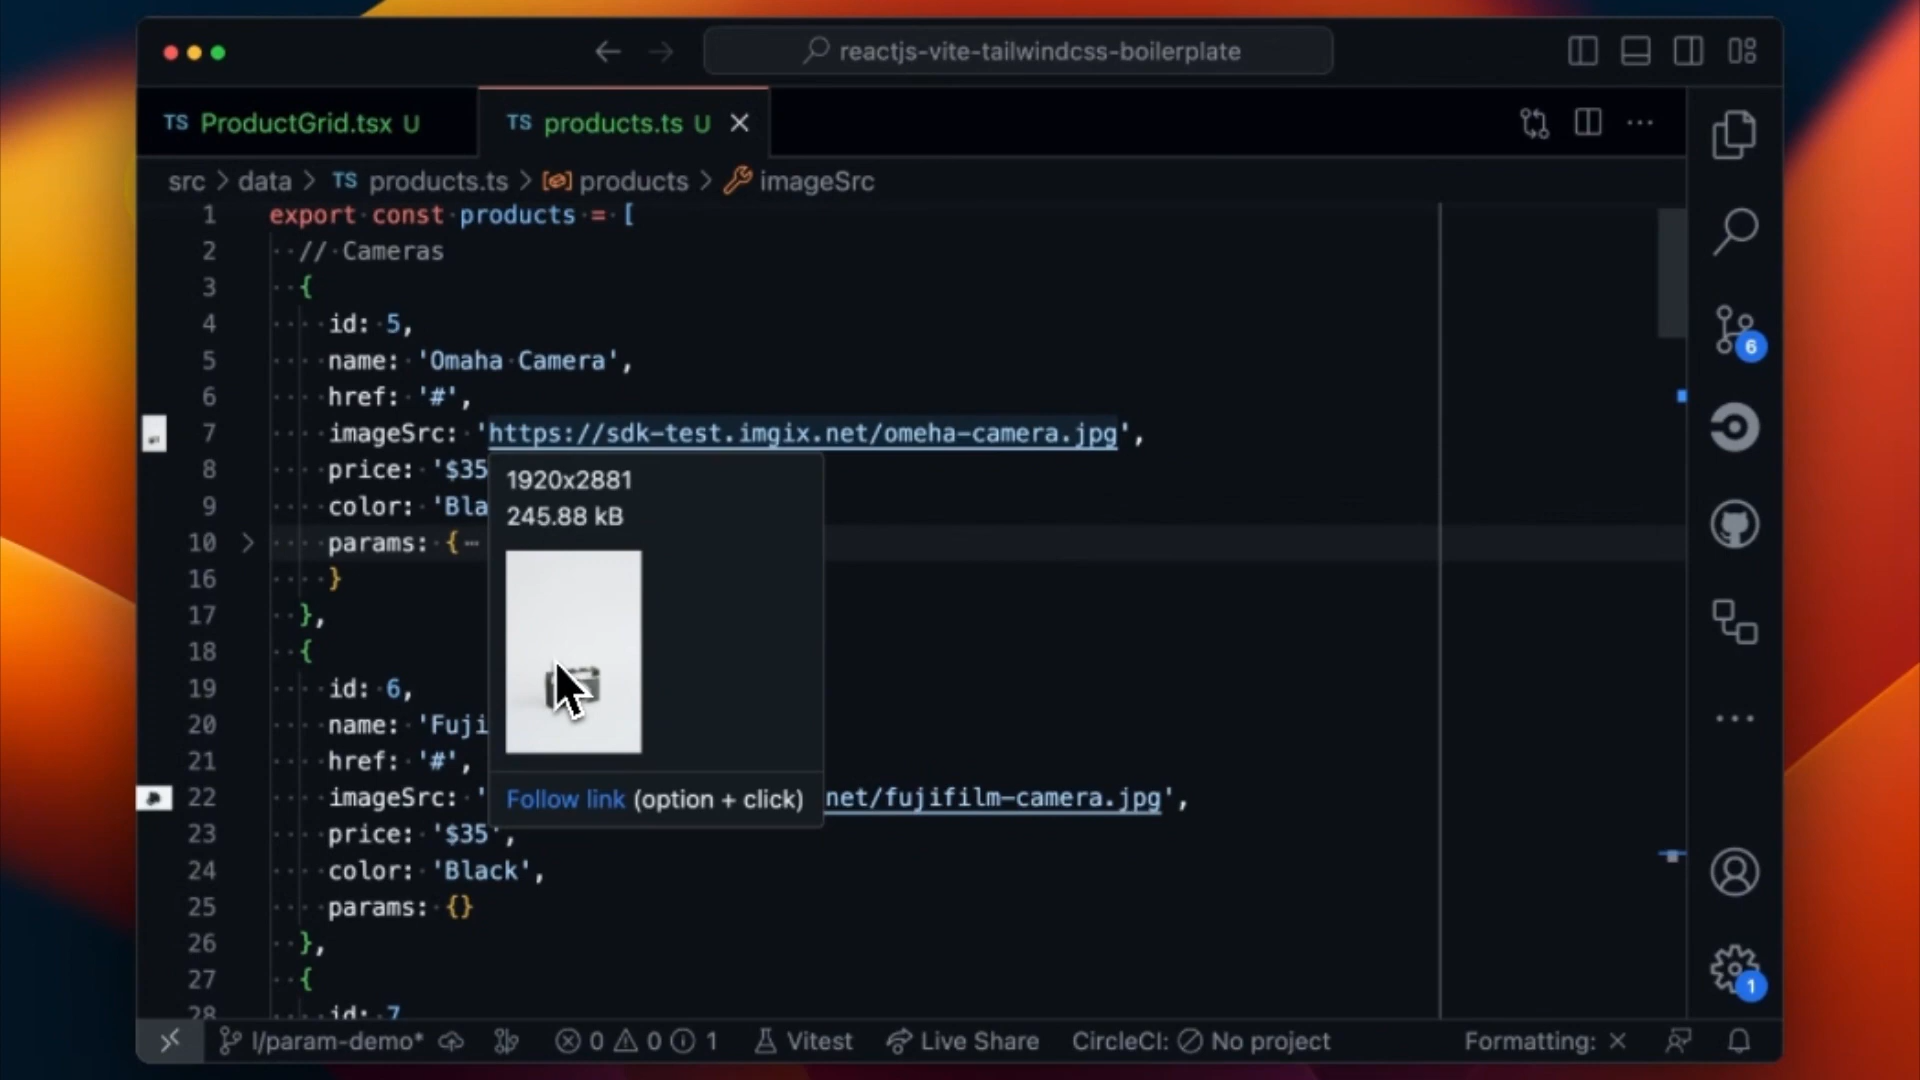 reactjs-vite-tailwindcss-boilerplate
TS ProductGrid.tsx U
TS products.ts U
src > data > TS products.ts > products > imageSrc
1 export const products = [
2 // Cameras
3 {
4 id: 5,
5 name: 'Omaha Camera',
6 href: '#',
7 imageSrc: 'https://sdk-test.imgix.net/omeha-camera.jpg',
8 price: '$35
9 color: 'Bla
10 params: {
16 }
17 },
18 {
19 id: 6,
20 name: 'Fuji
21 href: '#',
22 imageSrc: ' net/fujifilm-camera.jpg',
23 price: '$35',
24 color: 'Black',
25 params: {}
26 },
27 {
28 id: 7
1920x2881
245.88 kB
Follow link (option + click)
6
1
l/param-demo* 0 0 1 Vitest Live Share CircleCI: No project Formatting: